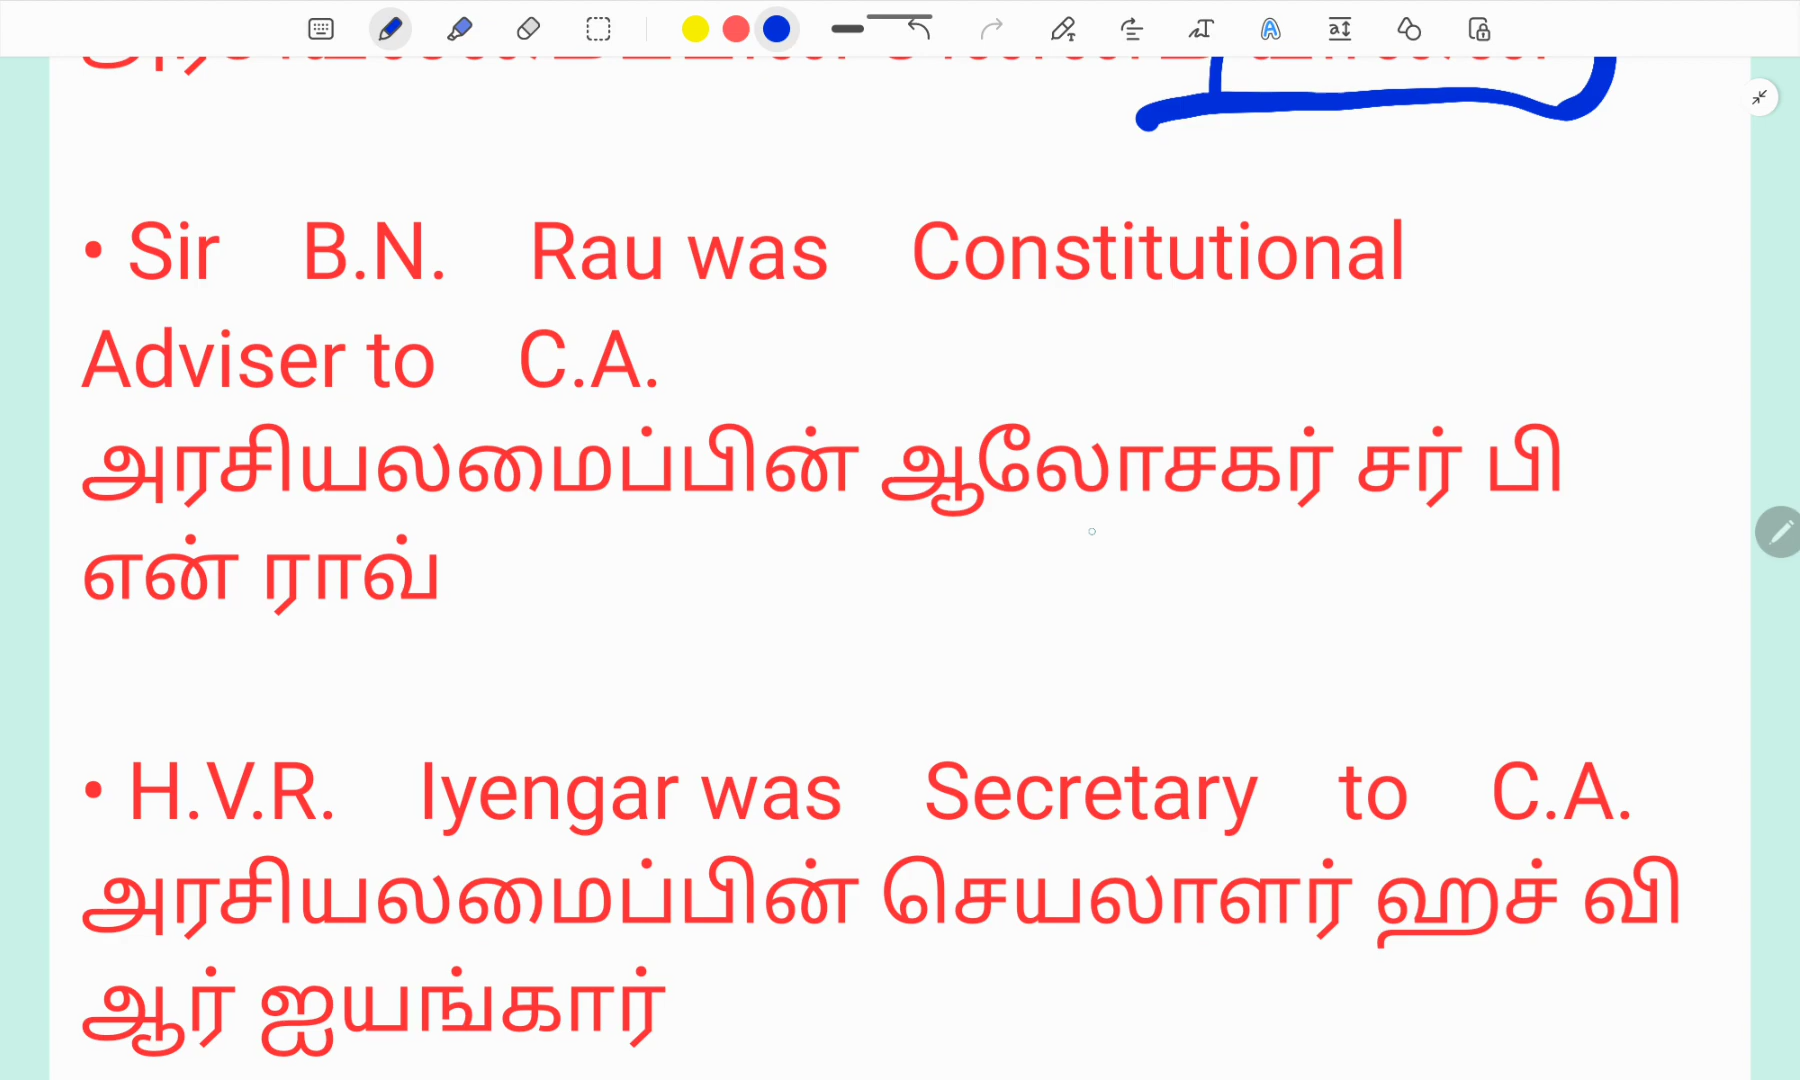 • Sir B.N. Rau was Constitutional
Adviser to C.A.
அரசியலமைப்பின் ஆலோசகர் சர் பி
என் ராவ்
• H.V.R. Iyengar was Secretary to C.A.
அரசியலமைப்பின் செயலாளர் ஹச் வி
ஆர் ஐயங்கார்